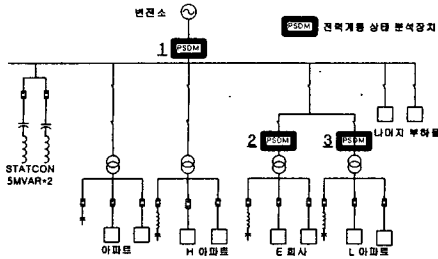 변전소
1 PSDM
PSDM 전력계통 상태 분석장치
2 PSDM
3 PSDM
나머지 부하들
STATCON
5MVAR*2
아파트
H 아파트
E 회사
L 아파트